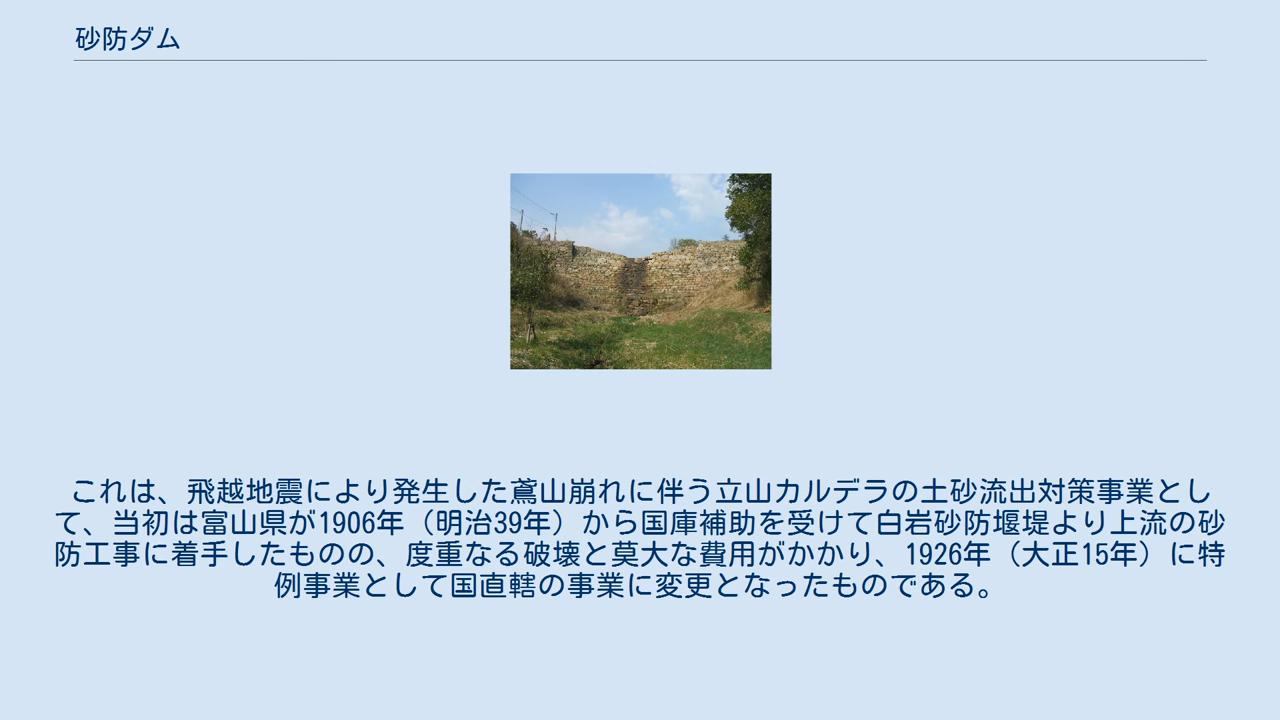 砂防ダム
これは、飛越地震により発生した鳶山崩れに伴う立山カルデラの土砂流出対策事業とし
て、当初は富山県が1906年（明治39年）から国庫補助を受けて白岩砂防堰堤より上流の砂
防工事に着手したものの、度重なる破壊と莫大な費用がかかり、1926年（大正15年）に特
例事業として国直轄の事業に変更となったものである。